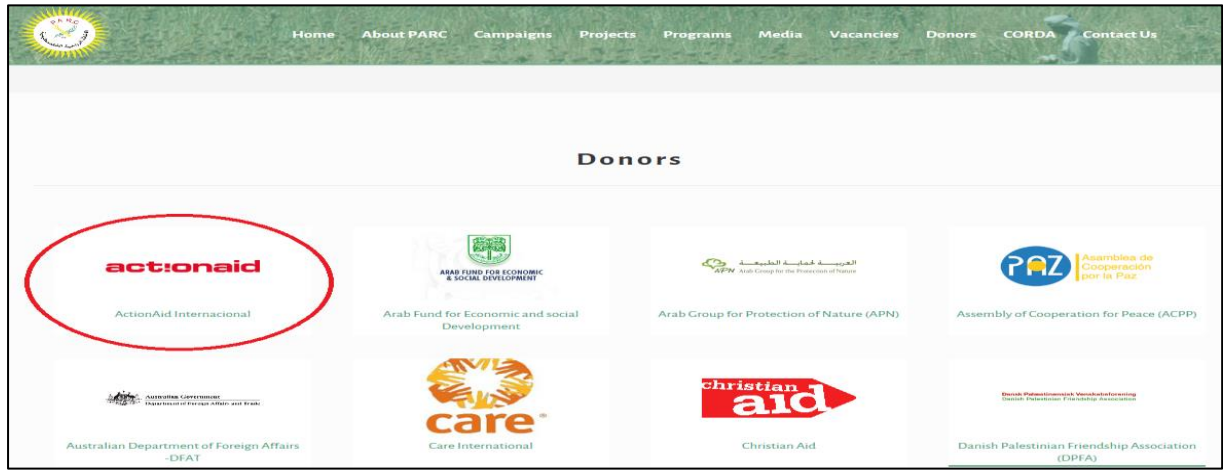 P A R C
Home About PARC Campaigns Projects Programs Media Vacancies Donors CORDA Contact Us
Donors
act:onaid
ActionAid Internacional
ARAB FUND FOR ECONOMIC
& SOCIAL DEVELOPMENT
Arab Fund for Economic and social
Development
العربية لحماية الطبيعة
APN Arab Group for the Protection of Nature
Arab Group for Protection of Nature (APN)
PAZ
Asamblea de
Cooperación
por la Paz
Assembly of Cooperation for Peace (ACPP)
Australian Government
Department of Foreign Affairs and Trade
Australian Department of Foreign Affairs
-DFAT
care
Care International
christian
aid
Christian Aid
Dansk Palæstinensisk Venskabsforening
Danish Palestinian Friendship Association
Danish Palestinian Friendship Association
(DPFA)